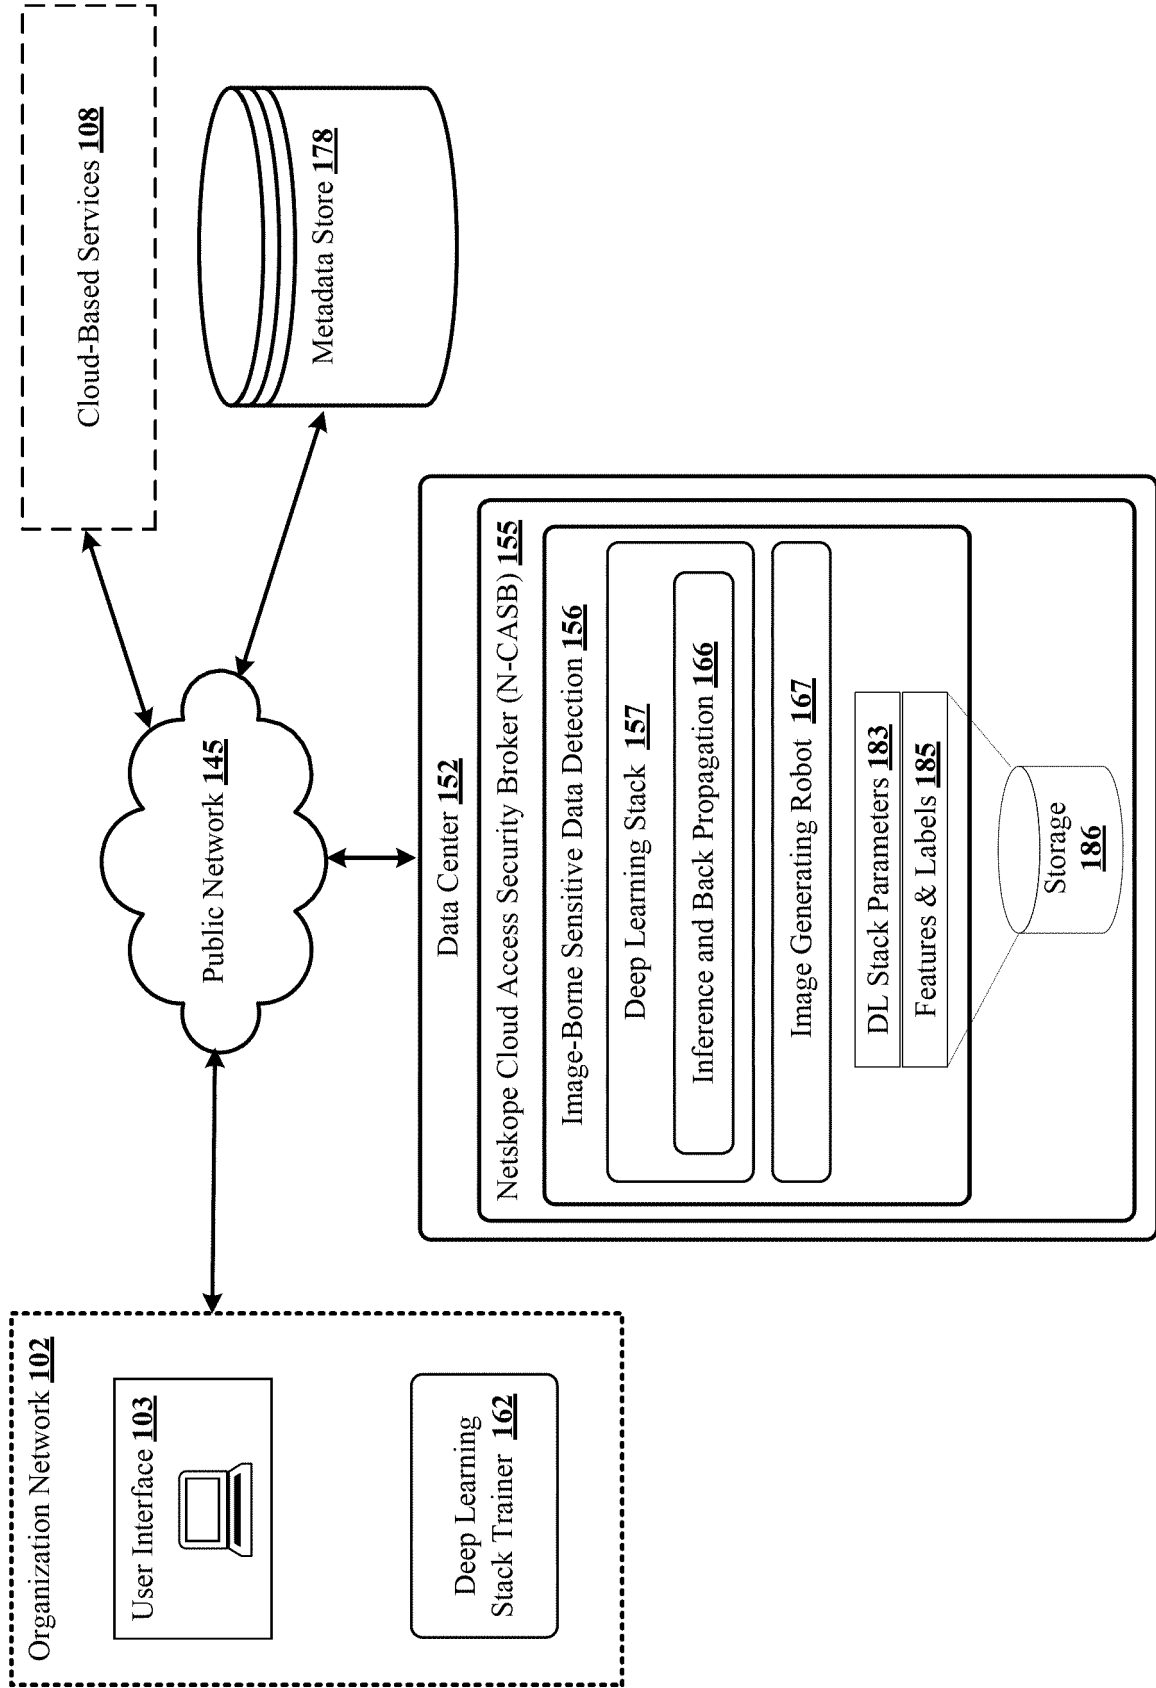 Organization Network 102
User Interface 103
Deep Learning
Stack Trainer 162
Public Network 145
Cloud-Based Services 108
Metadata Store 178
Data Center 152
Netskope Cloud Access Security Broker (N-CASB) 155
Image-Borne Sensitive Data Detection 156
Deep Learning Stack 157
Inference and Back Propagation 166
Image Generating Robot 167
DL Stack Parameters 183
Features & Labels 185
Storage
186